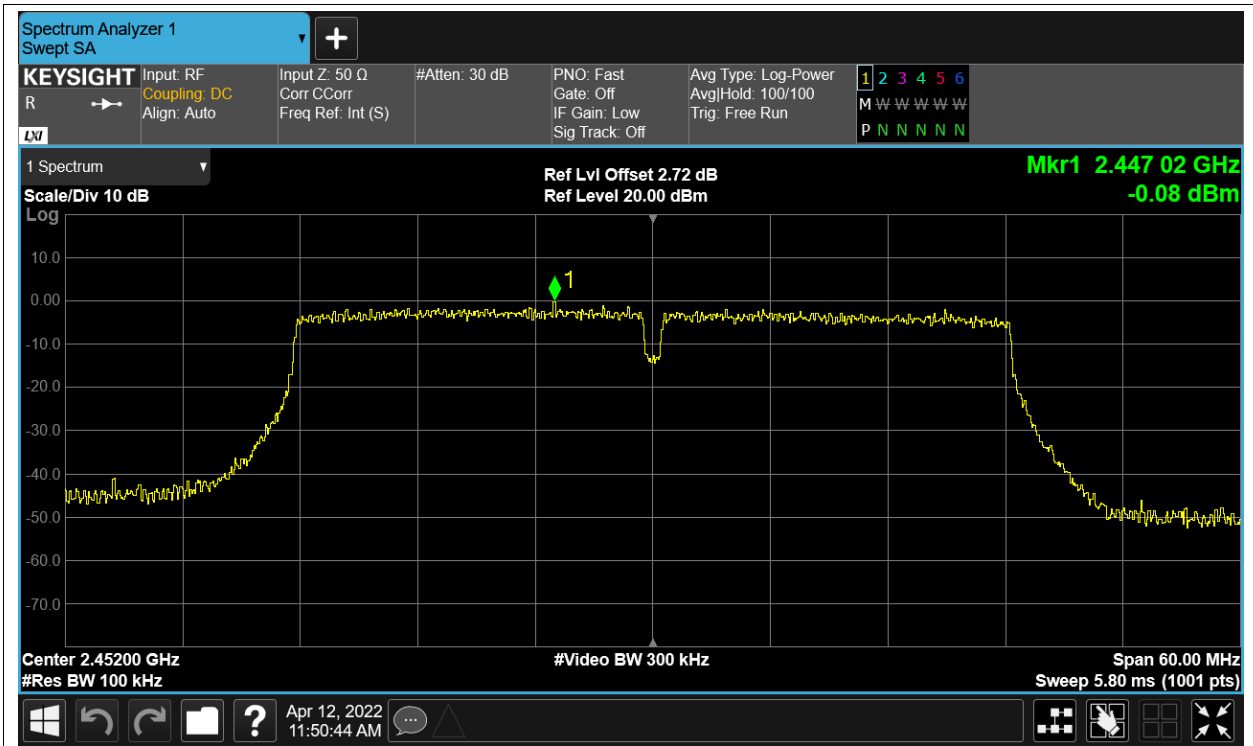 Spectrum Analyzer 1
Swept SA
KEYSIGHT
R
LXI
Input: RF
Coupling: DC
Align: Auto
Input Z: 50 Ω
Corr CCorr
Freq Ref: Int (S)
#Atten: 30 dB
PNO: Fast
Gate: Off
IF Gain: Low
Sig Track: Off
Avg Type: Log-Power
Avg|Hold: 100/100
Trig: Free Run
1 2 3 4 5 6
M W W W W W
P N N N N N
1 Spectrum
Scale/Div 10 dB
Log
Ref Lvl Offset 2.72 dB
Ref Level 20.00 dBm
Mkr1 2.447 02 GHz
-0.08 dBm
10.0
0.00
-10.0
-20.0
-30.0
-40.0
-50.0
-60.0
-70.0
1
Center 2.45200 GHz
#Res BW 100 kHz
#Video BW 300 kHz
Span 60.00 MHz
Sweep 5.80 ms (1001 pts)
?
Apr 12, 2022
11:50:44 AM